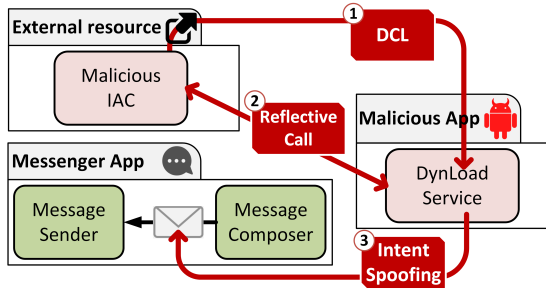 External resource
1
DCL
Malicious
IAC
2
Reflective
Call
Malicious App
DynLoad
Service
Messenger App
Message
Sender
Message
Composer
3
Intent
Spoofing